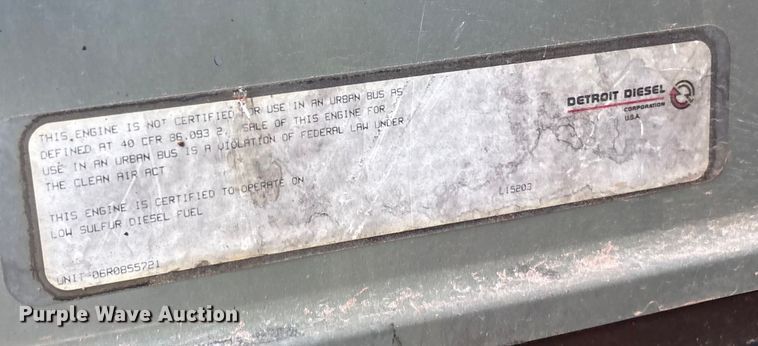 THIS ENGINE IS NOT CERTIFIED FOR USE IN AN URBAN BUS AS
DEFINED AT 40 CFR 86.093 2. SALE OF THIS ENGINE FOR
USE IN AN URBAN BUS IS A VIOLATION OF FEDERAL LAW UNDER
THE CLEAN AIR ACT
THIS ENGINE IS CERTIFIED TO OPERATE ON
LOW SULFUR DIESEL FUEL
UNIT-06R0855721
L15203
DETROIT DIESEL
CORPORATION
U.S.A.
Purple Wave Auction